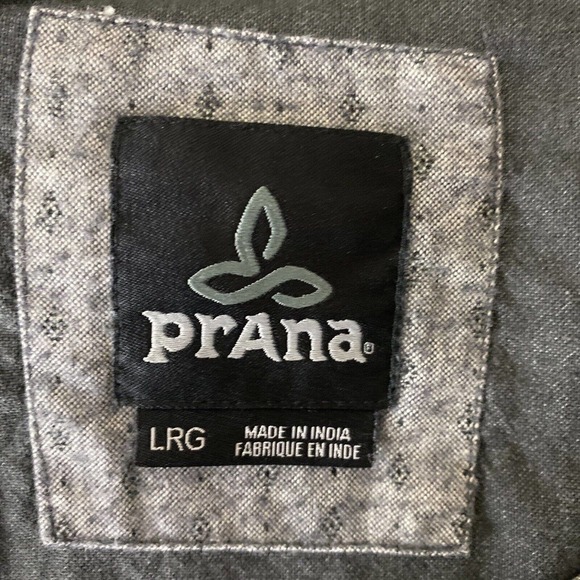 prAna®
LRG
MADE IN INDIA
FABRIQUE EN INDE